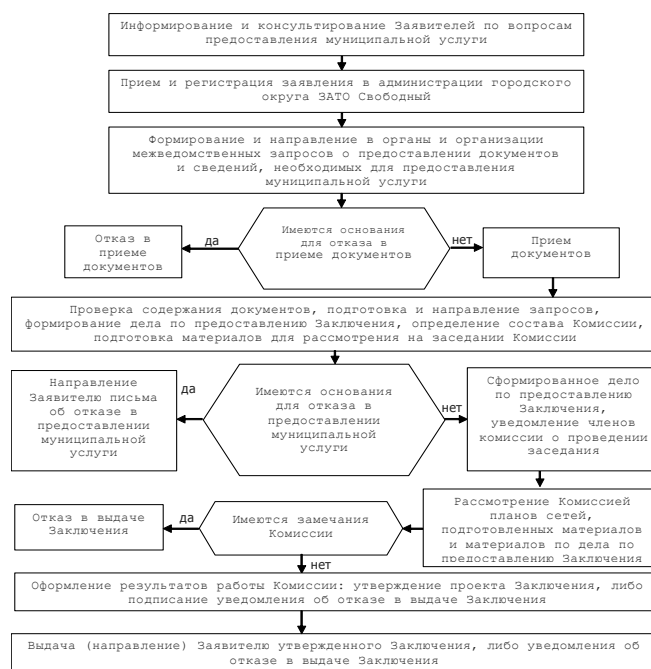 Информирование и консультирование Заявителей по вопросам
предоставления муниципальной услуги
Прием и регистрация заявления в администрации городского
округа ЗАТО Свободный
Формирование и направление в органы и организации
межведомственных запросов о предоставлении документов
и сведений, необходимых для предоставления
муниципальной услуги
Отказ в
приеме
документов
да
Имеются основания
для отказа в
приеме документов
нет
Прием
документов
Проверка содержания документов, подготовка и направление запросов,
формирование дела по предоставлению Заключения, определение состава Комиссии,
подготовка материалов для рассмотрения на заседании Комиссии
Направление
Заявителю письма
об отказе в
предоставлении
муниципальной
услуги
да
Имеются основания
для отказа в
предоставлении
муниципальной
услуги
нет
Сформированное дело
по предоставлению
Заключения,
уведомление членов
комиссии о проведении
заседания
Отказ в выдаче
Заключения
да
Имеются замечания
Комиссии
Рассмотрение Комиссией
планов сетей,
подготовленных материалов
и материалов по дела по
предоставлению Заключения
нет
Оформление результатов работы Комиссии: утверждение проекта Заключения, либо
подписание уведомления об отказе в выдаче Заключения
Выдача (направление) Заявителю утвержденного Заключения, либо уведомления об
отказе в выдаче Заключения